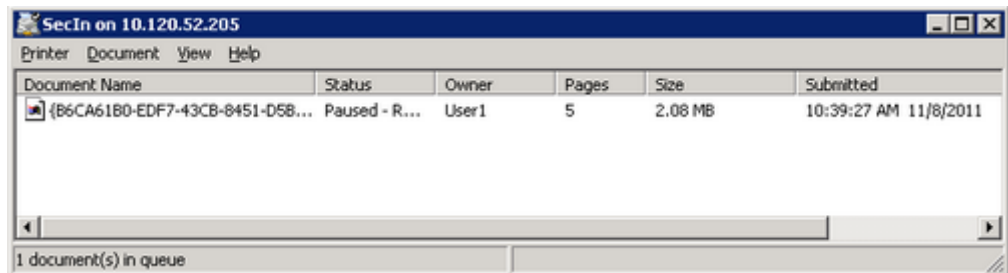 SecIn on 10.120.52.205
Printer Document View Help
Document Name Status Owner Pages Size Submitted
{B6CA61B0-EDF7-43CB-8451-D5B... Paused - R... User1 5 2.08 MB 10:39:27 AM 11/8/2011
1 document(s) in queue